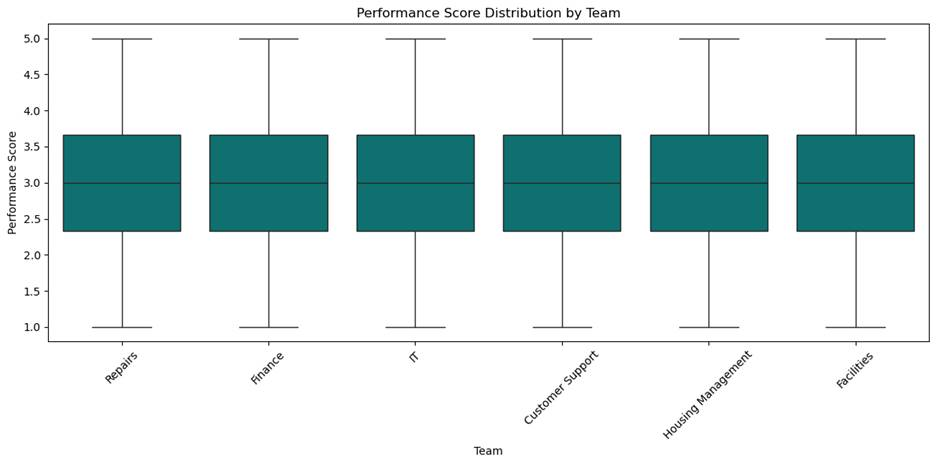 Performance Score Distribution by Team
Performance Score
5.0
4.5
4.0
3.5
3.0
2.5
2.0
1.5
1.0
Repairs
Finance
IT
Customer Support
Housing Management
Facilities
Team